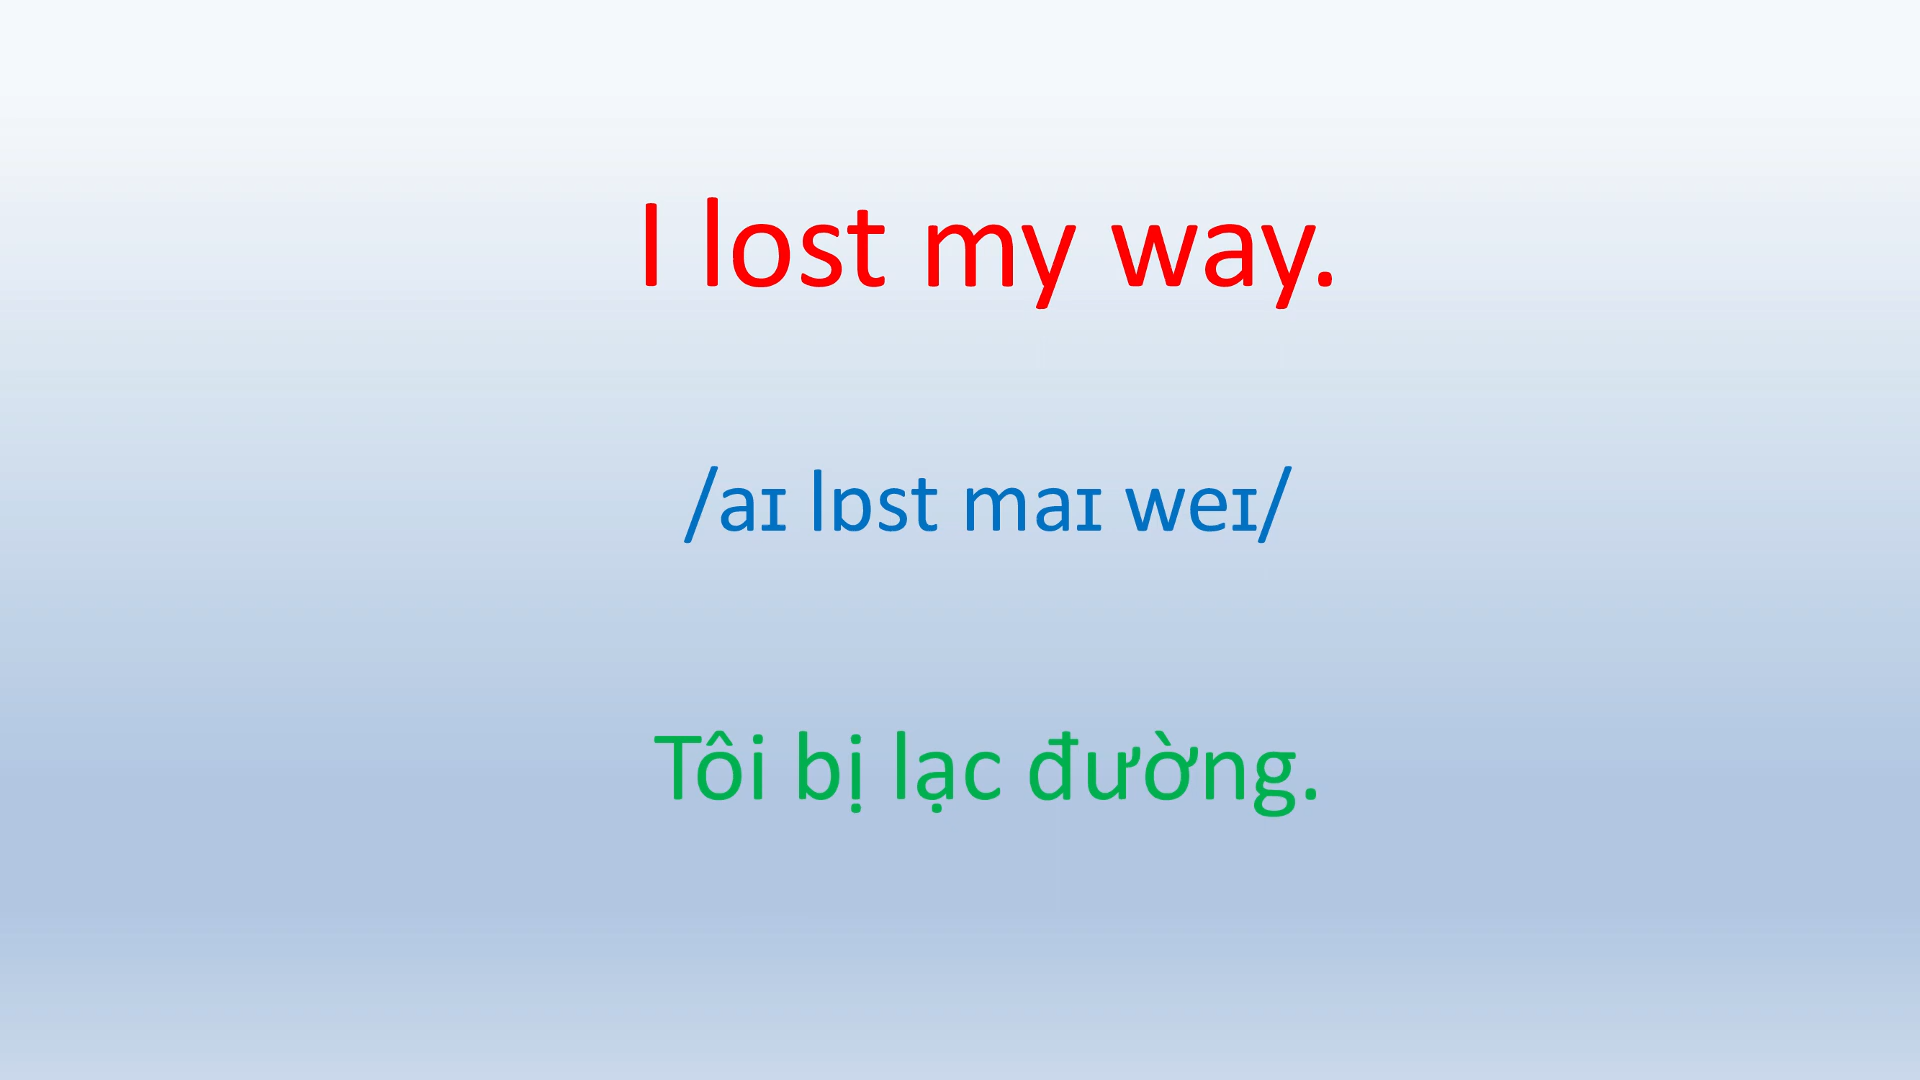 I lost my way.
/aɪ lɒst maɪ weɪ/
Tôi bị lạc đường.